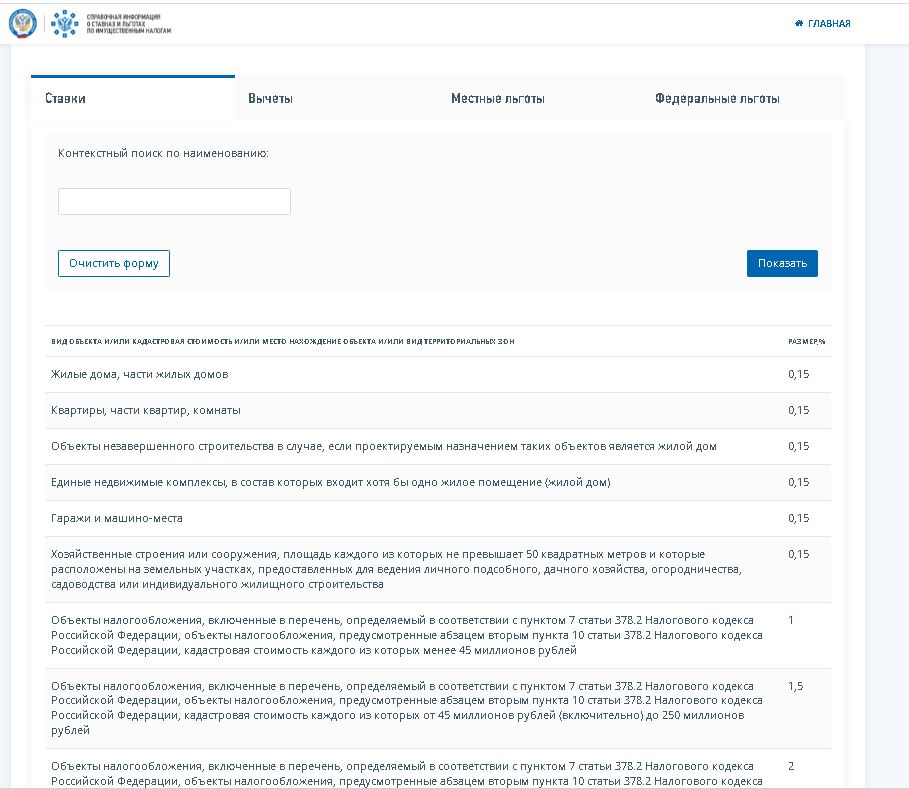 СПРАВОЧНАЯ ИНФОРМАЦИЯ
О СТАВКАХ И ЛЬГОТАХ
ПО ИМУЩЕСТВЕННЫМ НАЛОГАМ
ГЛАВНАЯ
Ставки Вычеты Местные льготы Федеральные льготы
Контекстный поиск по наименованию:
Очистить форму Показать
ВИД ОБЪЕКТА И/ИЛИ КАДАСТРОВАЯ СТОИМОСТЬ И/ИЛИ МЕСТО НАХОЖДЕНИЕ ОБЪЕКТА И/ИЛИ ВИД ТЕРРИТОРИАЛЬНЫХ ЗОН РАЗМЕР,%
Жилые дома, части жилых домов 0,15
Квартиры, части квартир, комнаты 0,15
Объекты незавершенного строительства в случае, если проектируемым назначением таких объектов является жилой дом 0,15
Единые недвижимые комплексы, в состав которых входит хотя бы одно жилое помещение (жилой дом) 0,15
Гаражи и машино-места 0,15
Хозяйственные строения или сооружения, площадь каждого из которых не превышает 50 квадратных метров и которые 0,15
расположены на земельных участках, предоставленных для ведения личного подсобного, дачного хозяйства, огородничества,
садоводства или индивидуального жилищного строительства
Объекты налогообложения, включенные в перечень, определяемый в соответствии с пунктом 7 статьи 378.2 Налогового кодекса 1
Российской Федерации, объекты налогообложения, предусмотренные абзацем вторым пункта 10 статьи 378.2 Налогового кодекса
Российской Федерации, кадастровая стоимость каждого из которых менее 45 миллионов рублей
Объекты налогообложения, включенные в перечень, определяемый в соответствии с пунктом 7 статьи 378.2 Налогового кодекса 1,5
Российской Федерации, объекты налогообложения, предусмотренные абзацем вторым пункта 10 статьи 378.2 Налогового кодекса
Российской Федерации, кадастровая стоимость каждого из которых от 45 миллионов рублей (включительно) до 250 миллионов
рублей
Объекты налогообложения, включенные в перечень, определяемый в соответствии с пунктом 7 статьи 378.2 Налогового кодекса 2
Российской Федерации, объекты налогообложения, предусмотренные абзацем вторым пункта 10 статьи 378.2 Налогового кодекса